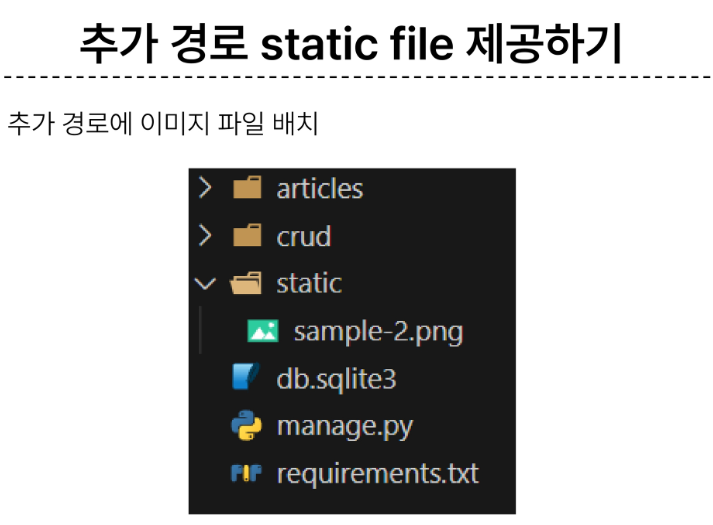 추가 경로 static file 제공하기
추가 경로에 이미지 파일 배치
articles
crud
static
sample-2.png
db.sqlite3
manage.py
requirements.txt